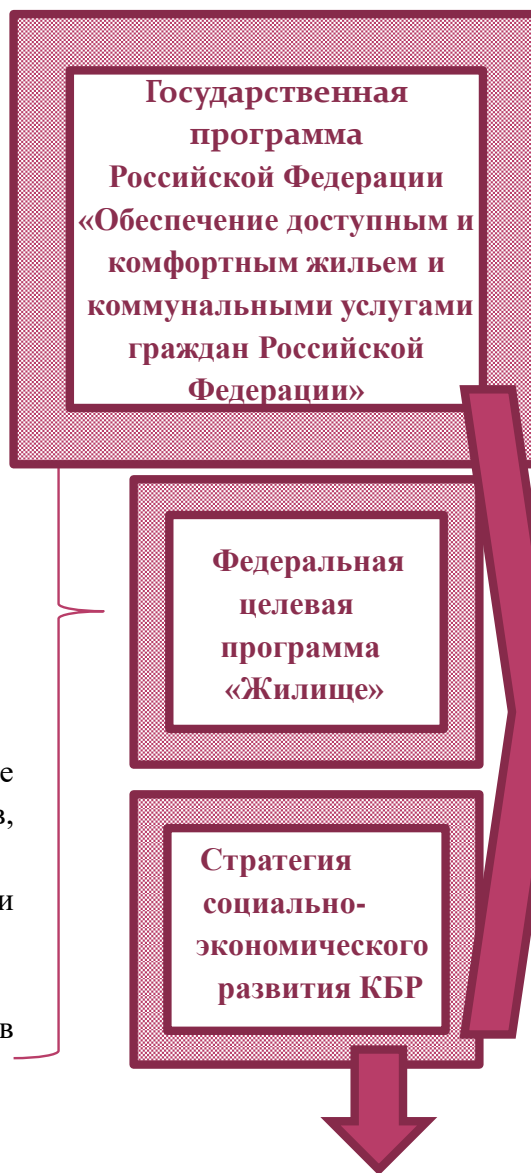 Государственная
программа
Российской Федерации
«Обеспечение доступным и
комфортным жильем и
коммунальными услугами
граждан Российской
Федерации»
Федеральная
целевая
программа
«Жилище»
Стратегия
социально-
экономического
развития КБР
е
в,
и
в